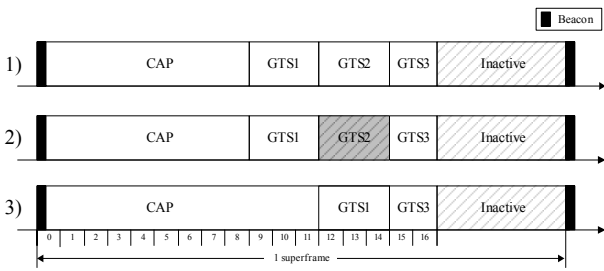 Beacon
1) CAP GTS1 GTS2 GTS3 Inactive
2) CAP GTS1 GTS2 GTS3 Inactive
3) CAP GTS1 GTS3 Inactive
0 1 2 3 4 5 6 7 8 9 10 11 12 13 14 15 16
1 superframe